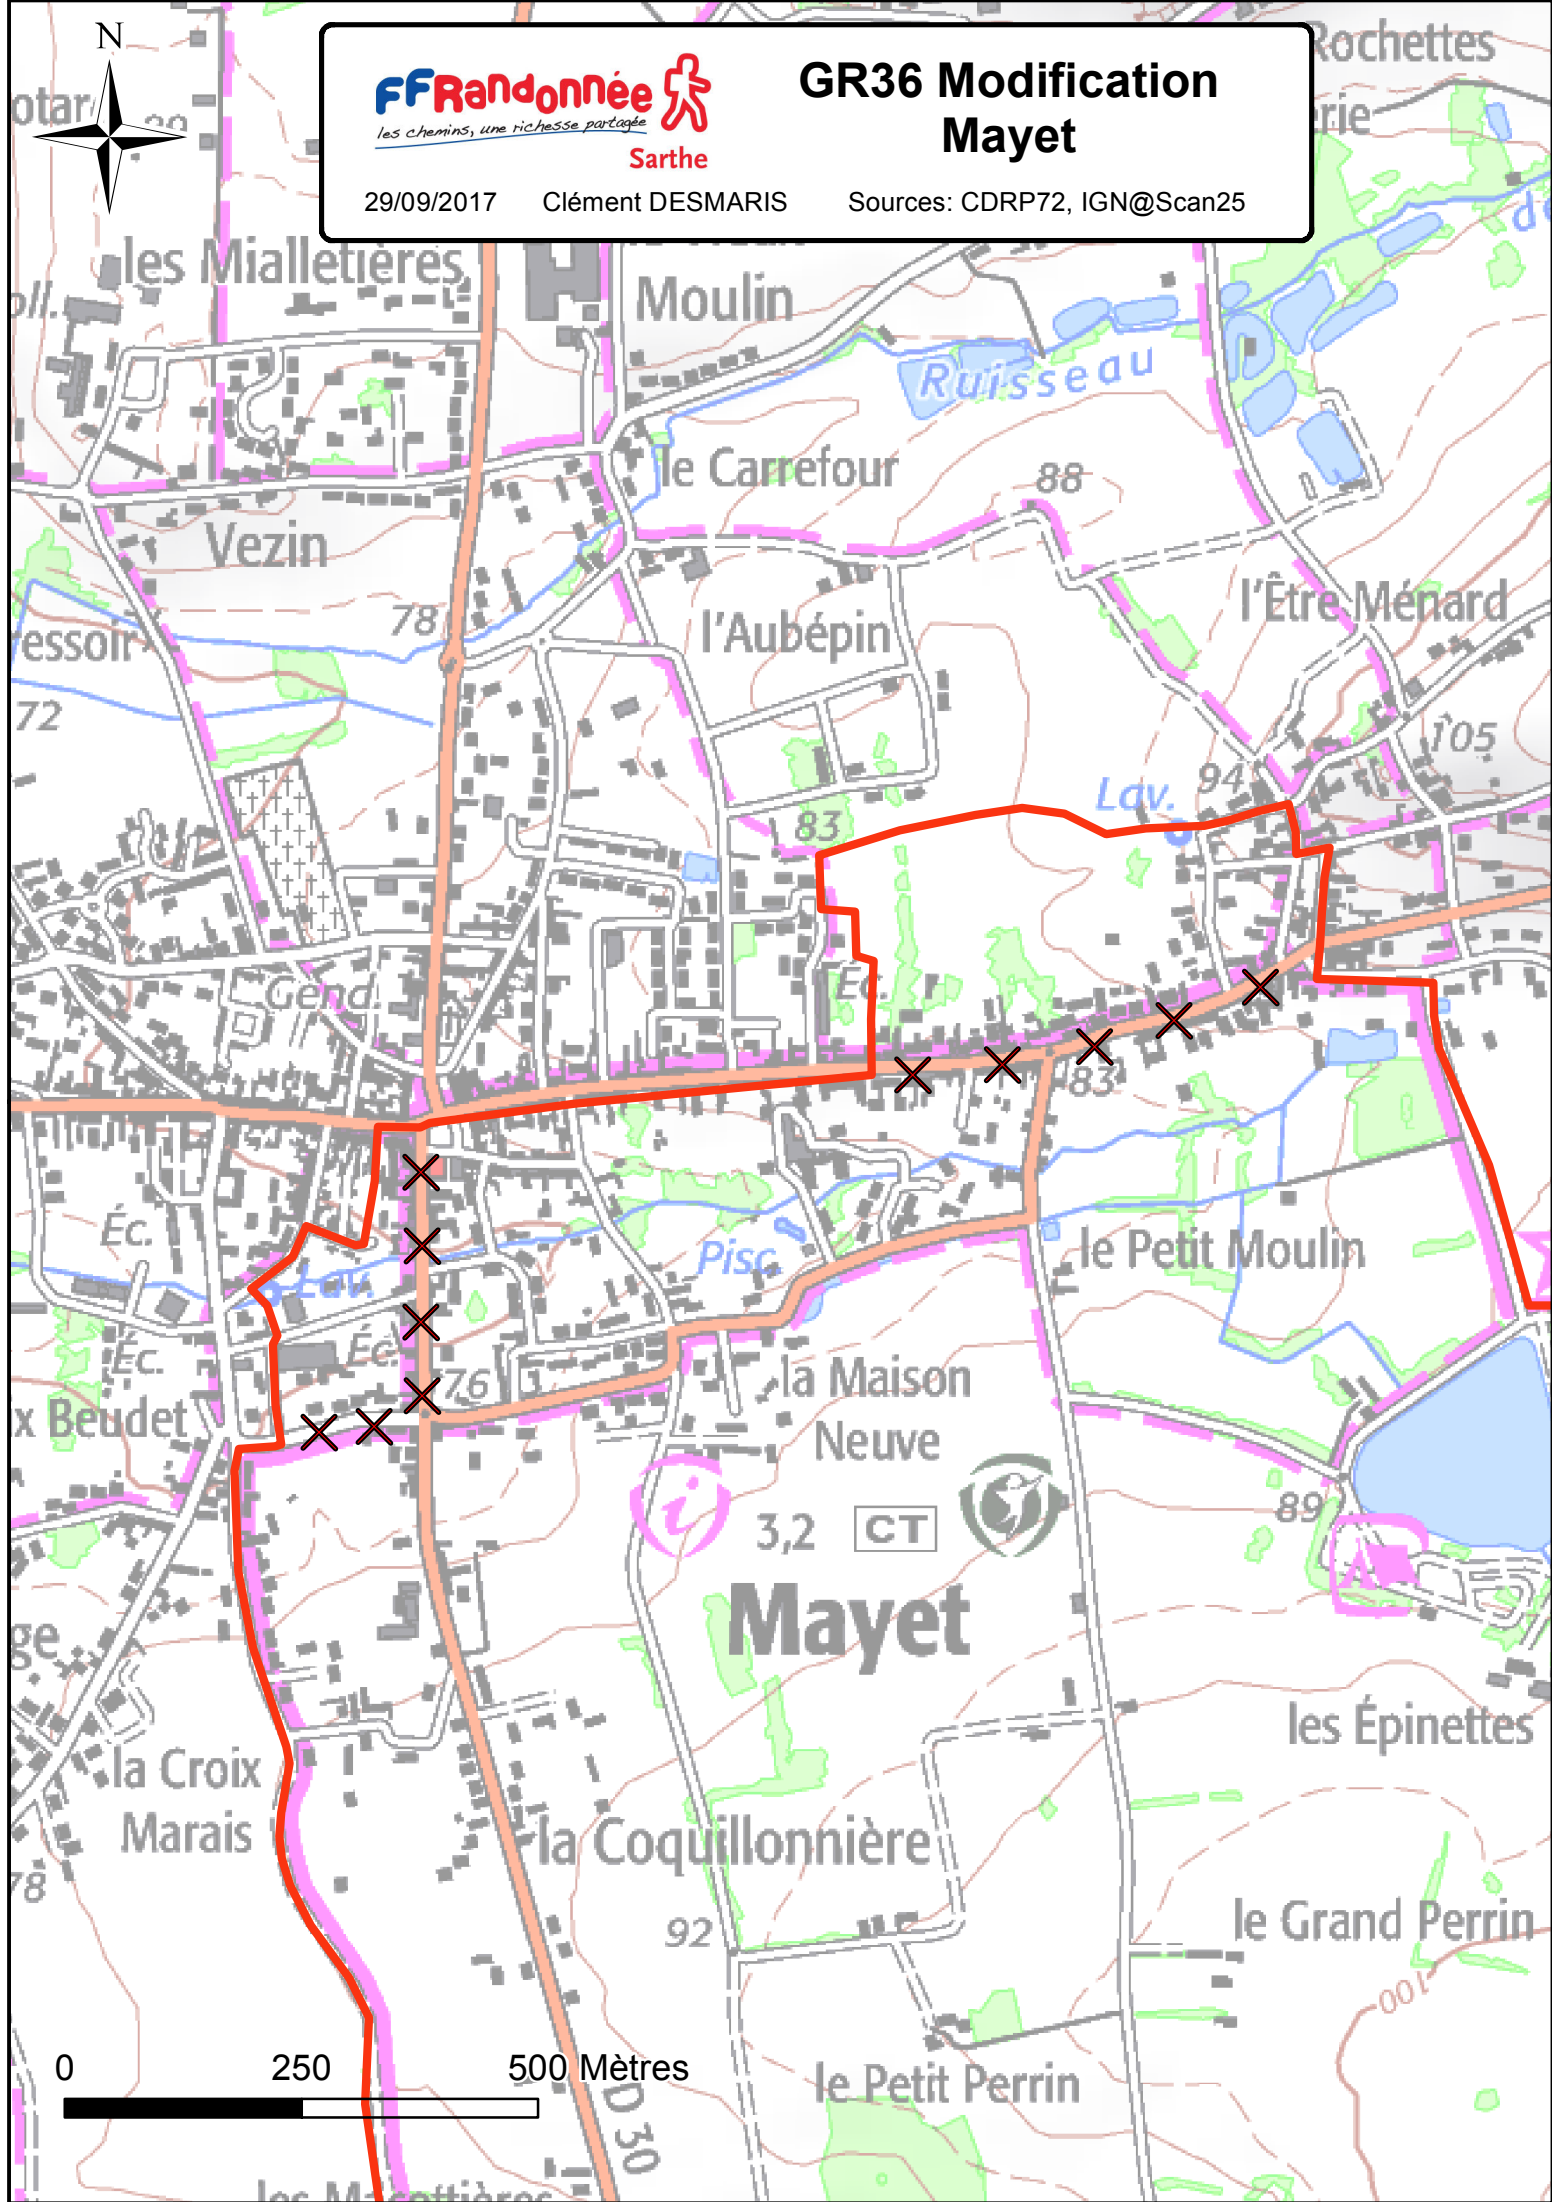 N
FFRandonnée
les chemins, une richesse partagée
Sarthe
GR36 Modification
Mayet
29/09/2017 Clément DESMARIS Sources: CDRP72, IGN@Scan25
Rochettes
les Mialletières
Moulin
Ruisseau
le Carrefour
88
Vezin
78
l'Aubépin
l'Être Ménard
72
105
94
Lav.
83
Gend.
Éc.
83
Éc.
Lav.
Pisc.
le Petit Moulin
Éc.
Éc.
76
la Maison
Neuve
x Beudet
89
i
3,2 CT
Mayet
les Épinettes
la Croix
Marais
la Coquillonnière
78
92
le Grand Perrin
100
0 250 500 Mètres
le Petit Perrin
D 30